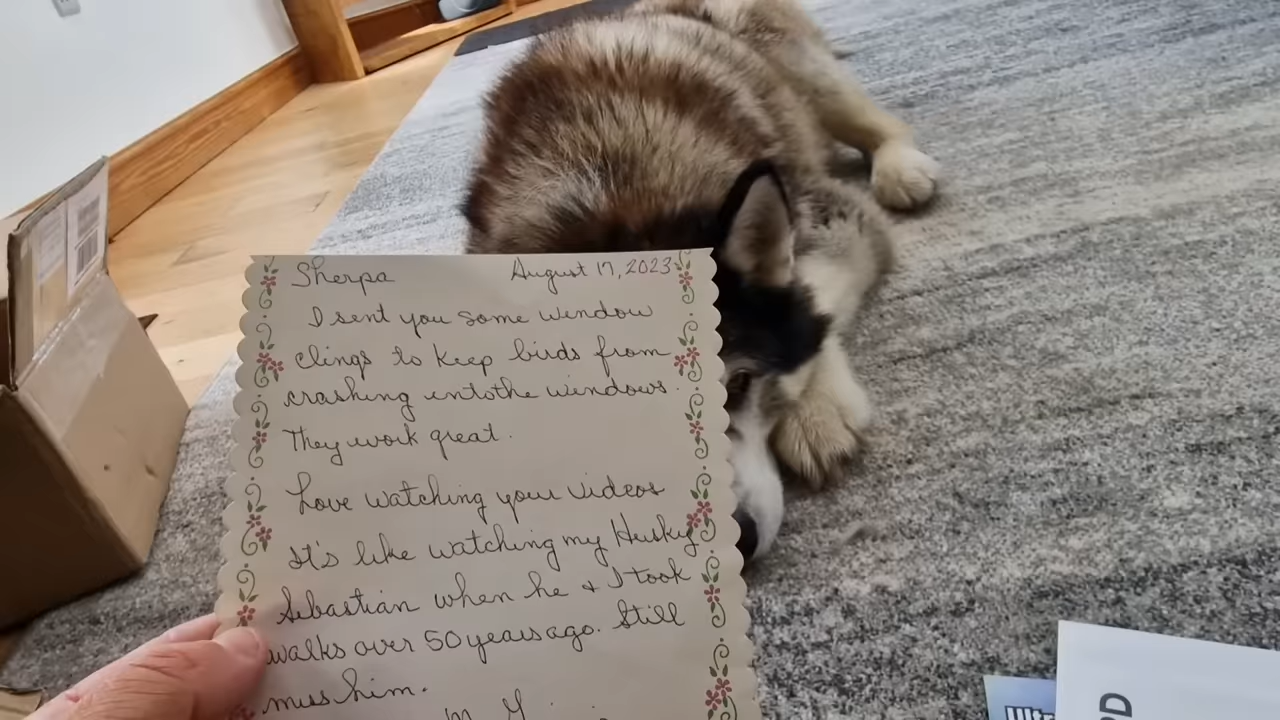 Sherpa August 17, 2023
I sent you some window
clings to keep birds from
crashing into the windows.
They work great.
Love watching your videos
It's like watching my Husky
Sebastian when he & I took
walks over 50 years ago. Still
miss him.
Ultr